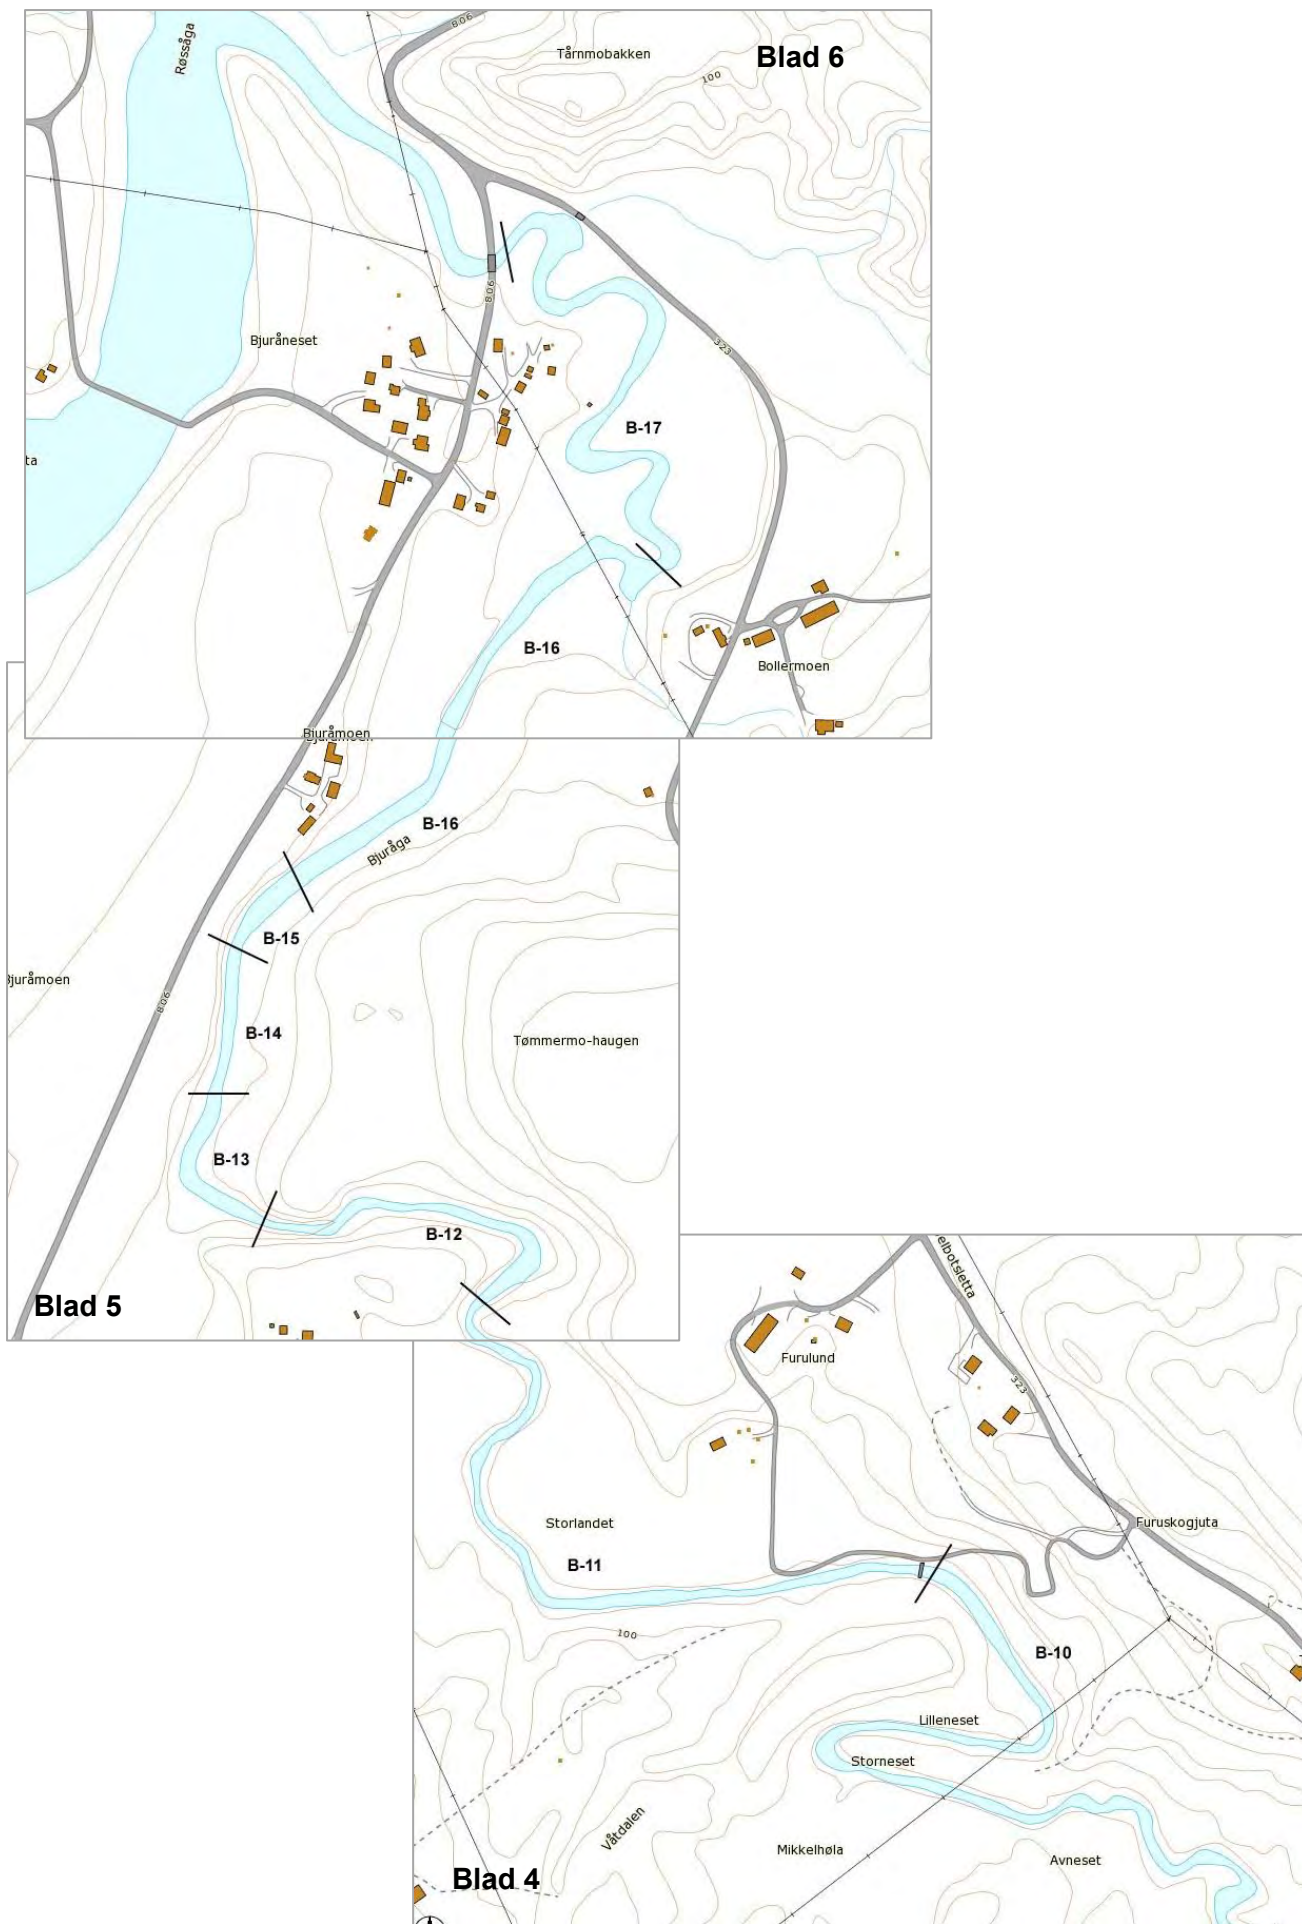 Røssåga
806
Tårnmobakken
Blad 6
100
806
Bjuråneset
323
B-17
ta
B-16
Bollermoen
Bjuråmoen
B-16
Bjuråga
B-15
Bjuråmoen
806
B-14
Tømmermo-haugen
B-13
B-12
Blad 5
elbotsletta
Furulund
323
Storlandet
Furuskogjuta
B-11
100
B-10
Lilleneset
Storneset
Våtdalen
Mikkelhøla
Avneset
Blad 4